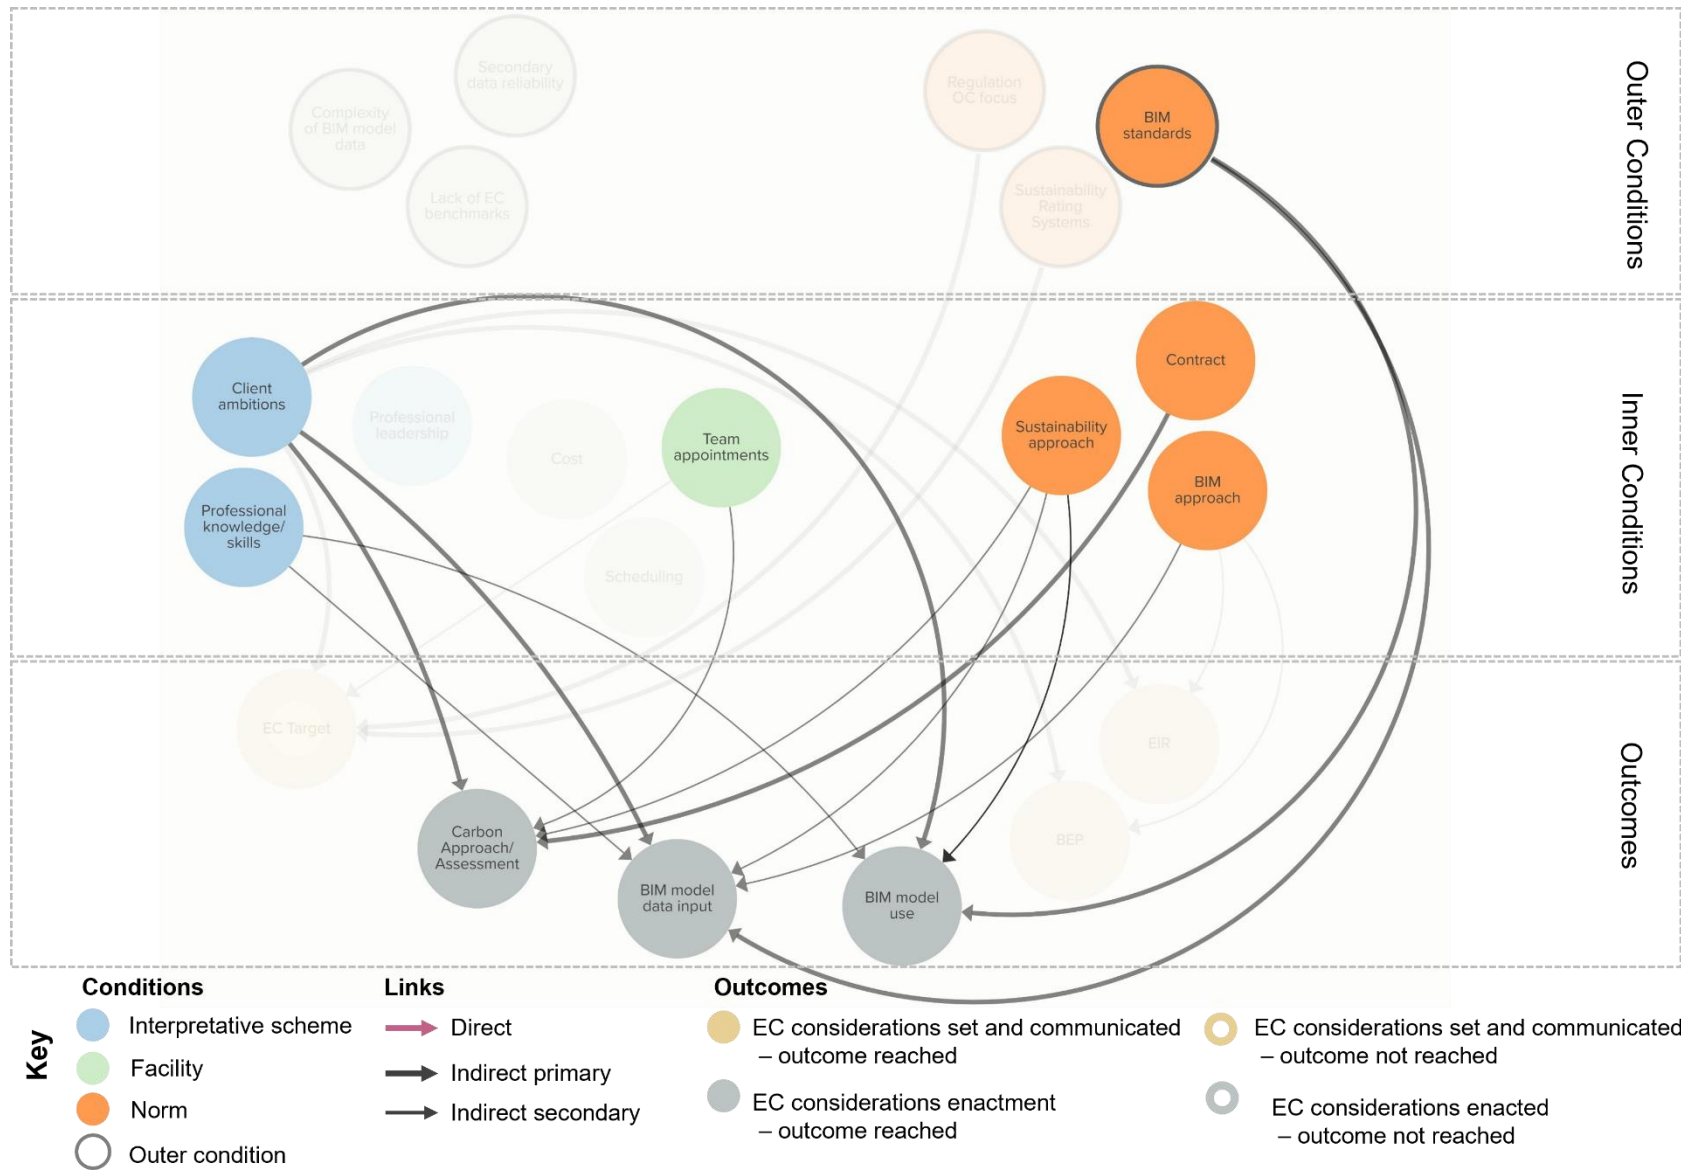 Secondary
data reliability
Complexity
of BIM model
data
Lack of EC
benchmarks
Regulation
OC focus
Sustainability
Rating
Systems
BIM
standards
Outer Conditions
Client
ambitions
Professional
leadership
Cost
Team
appointments
Sustainability
approach
Contract
BIM
approach
Professional
knowledge/
skills
Scheduling
Inner Conditions
EC Target
EIR
BEP
Carbon
Approach/
Assessment
BIM model
data input
BIM model
use
Outcomes
Key
Conditions
Interpretative scheme
Facility
Norm
Outer condition
Links
Direct
Indirect primary
Indirect secondary
Outcomes
EC considerations set and communicated
– outcome reached
EC considerations enactment
– outcome reached
EC considerations set and communicated
– outcome not reached
EC considerations enacted
– outcome not reached